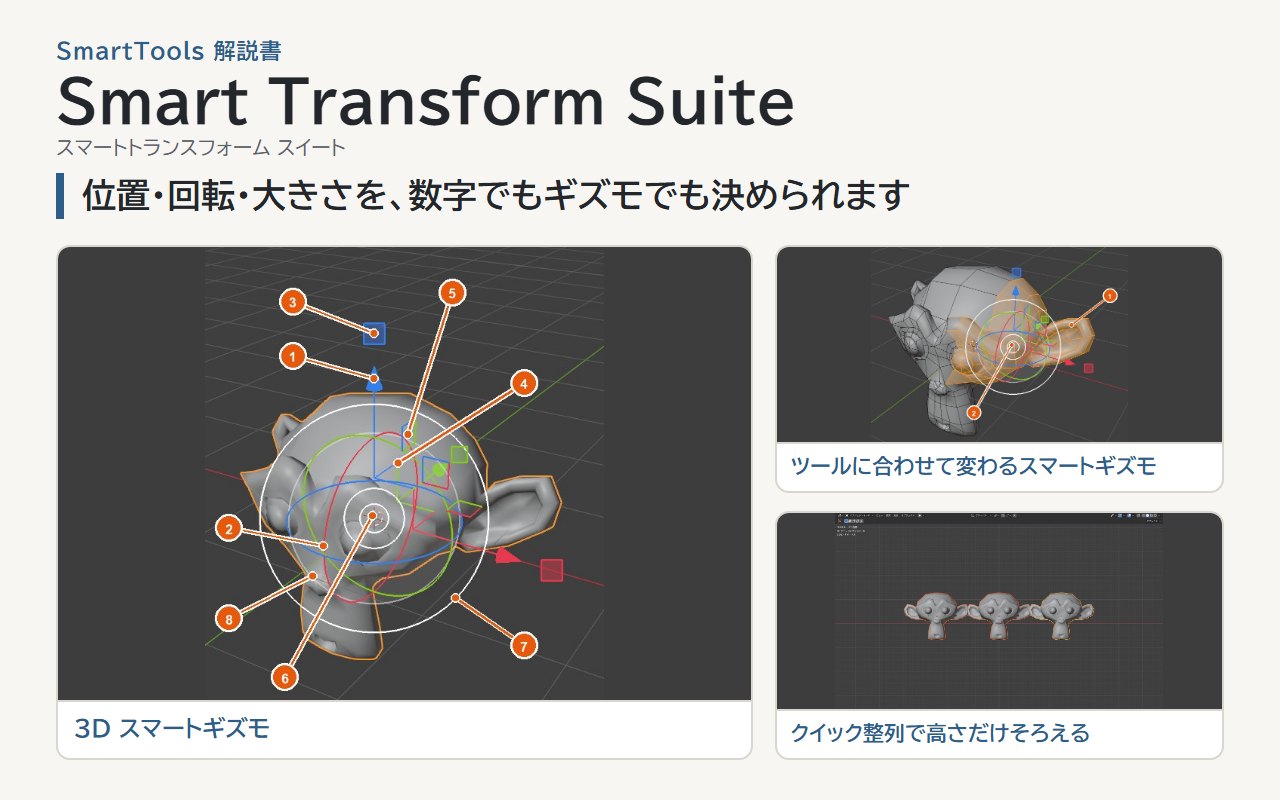 SmartTools 解説書
Smart Transform Suite
スマートトランスフォーム スイート
位置・回転・大きさを、数字でもギズモでも決められます
3
5
1
4
2
8
7
6
3D スマートギズモ
1
2
ツールに合わせて変わるスマートギズモ
クイック整列で高さだけそろえる